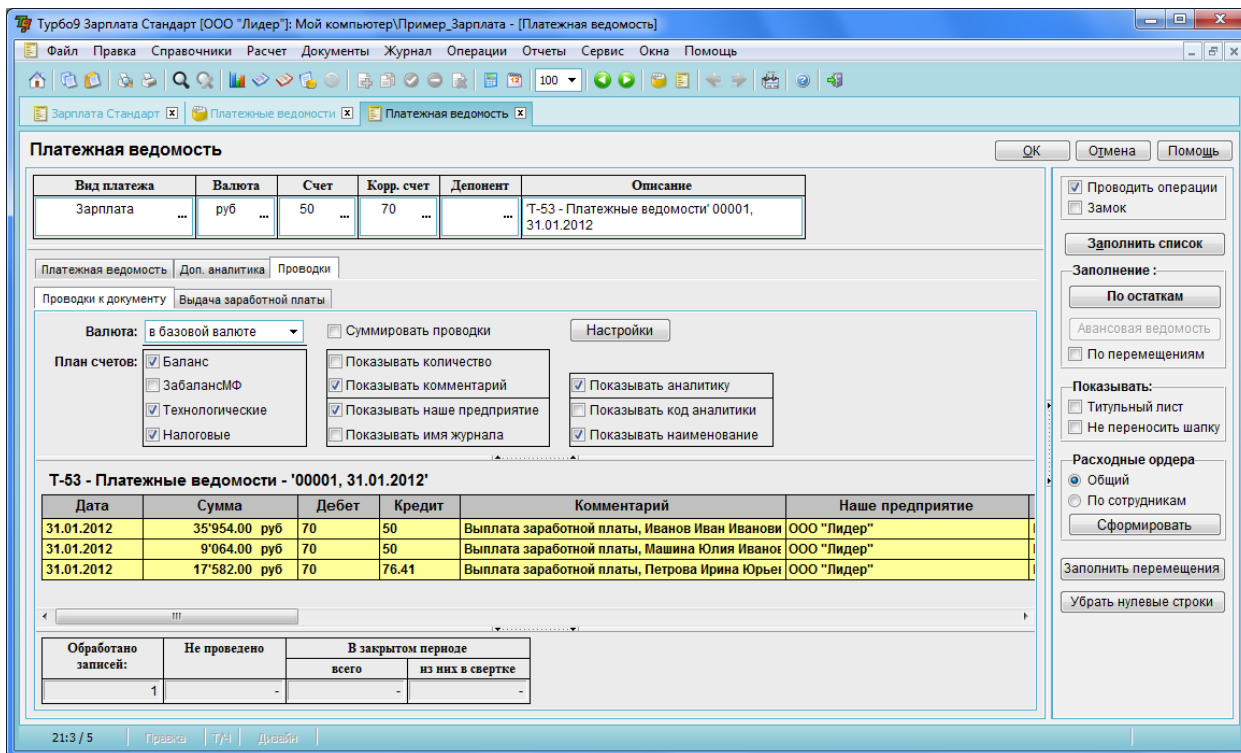 Турбо9 Зарплата Стандарт [ООО "Лидер"]: Мой компьютер\Пример_Зарплата - [Платежная ведомость]
Файл Правка Справочники Расчет Документы Журнал Операции Отчеты Сервис Окна Помощь
100
Зарплата Стандарт Платежные ведомости Платежная ведомость
Платежная ведомость
OK Отмена Помощь
Вид платежа Валюта Счет Корр. счет Депонент Описание
Зарплата ... руб ... 50 ... 70 ... ... 'Т-53 - Платежные ведомости' 00001,
31.01.2012
Проводить операции
Замок
Заполнить список
Заполнение :
По остаткам
Авансовая ведомость
По перемещениям
Показывать:
Титульный лист
Не переносить шапку
Расходные ордера
Общий
По сотрудникам
Сформировать
Заполнить перемещения
Убрать нулевые строки
Платежная ведомость Доп. аналитика Проводки
Проводки к документу Выдача заработной платы
Валюта: в базовой валюте Суммировать проводки Настройки
План счетов: Баланс Показывать количество
ЗабалансМФ Показывать комментарий Показывать аналитику
Технологические Показывать наше предприятие Показывать код аналитики
Налоговые Показывать имя журнала Показывать наименование
Т-53 - Платежные ведомости - '00001, 31.01.2012'
Дата Сумма Дебет Кредит Комментарий Наше предприятие
31.01.2012 35'954.00 руб 70 50 Выплата заработной платы, Иванов Иван Иванови ООО "Лидер"
31.01.2012 9'064.00 руб 70 50 Выплата заработной платы, Машина Юлия Иванов ООО "Лидер"
31.01.2012 17'582.00 руб 70 76.41 Выплата заработной платы, Петрова Ирина Юрье ООО "Лидер"
Обработано записей: Не проведено В закрытом периоде
всего из них в свертке
1 - - -
21:3 / 5 Правка Т/Ч Дизайн